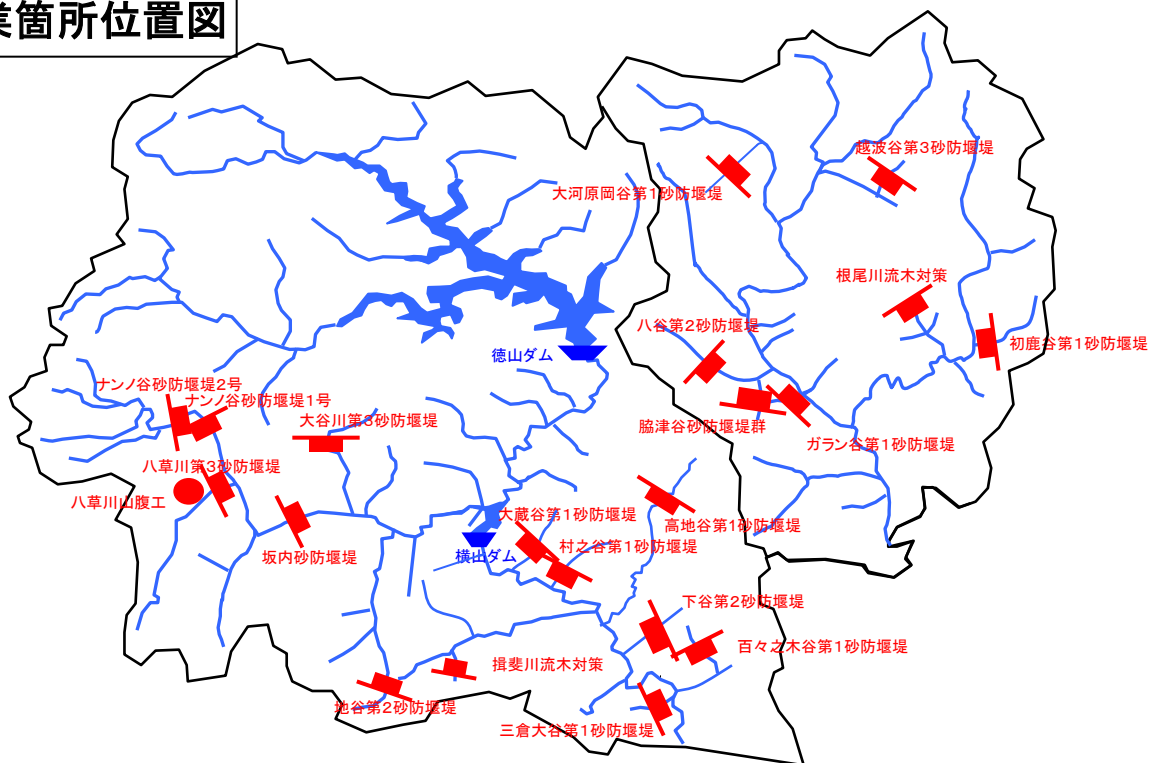 業箇所位置図
越波谷第3砂防堰堤
大河原岡谷第1砂防堰堤
根尾川流木対策
八谷第2砂防堰堤
初鹿谷第1砂防堰堤
徳山ダム
ナンノ谷砂防堰堤2号
ナンノ谷砂防堰堤1号
大谷川第3砂防堰堤
脇津谷砂防堰堤群
ガラン谷第1砂防堰堤
八草川第3砂防堰堤
八草川山腹工
大蔵谷第1砂防堰堤
高地谷第1砂防堰堤
村之谷第1砂防堰堤
坂内砂防堰堤
横山ダム
下谷第2砂防堰堤
百々之木谷第1砂防堰堤
揖斐川流木対策
地谷第2砂防堰堤
三倉大谷第1砂防堰堤